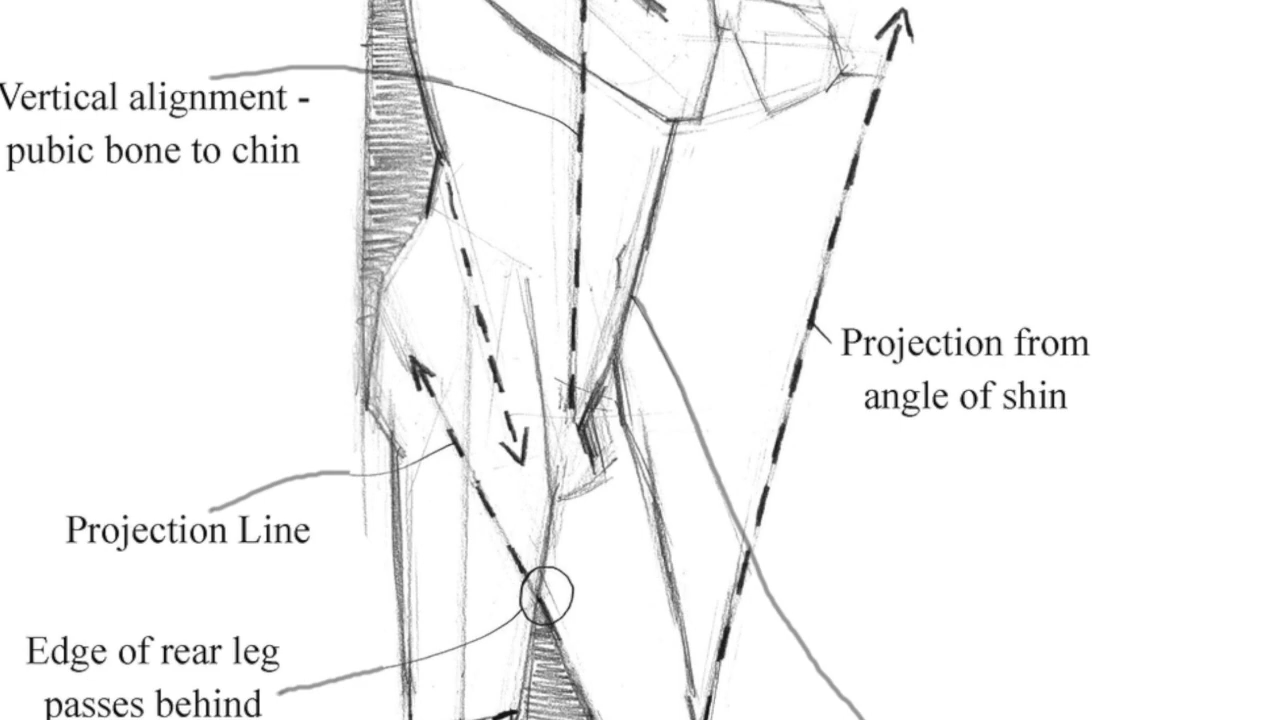 Vertical alignment -
pubic bone to chin
Projection from
angle of shin
Projection Line
Edge of rear leg
passes behind